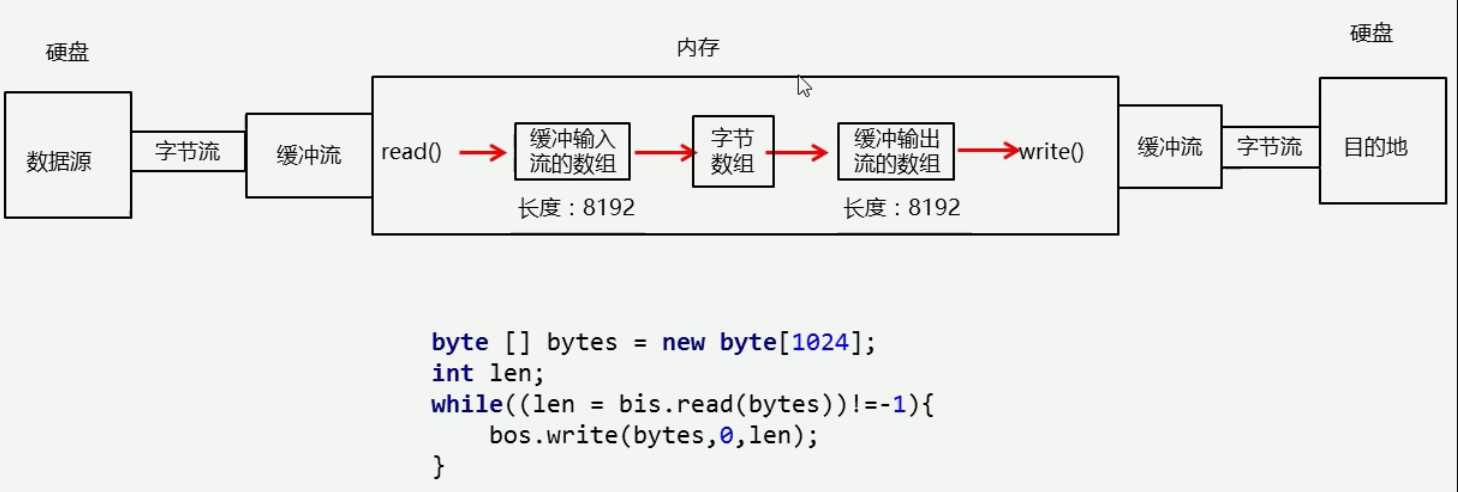 硬盘
内存
硬盘
数据源
字节流
缓冲流
read()
缓冲输入
流的数组
长度：8192
字节
数组
缓冲输出
流的数组
长度：8192
write()
缓冲流
字节流
目的地
byte [] bytes = new byte[1024];
int len;
while((len = bis.read(bytes))!=-1){
    bos.write(bytes,0,len);
}